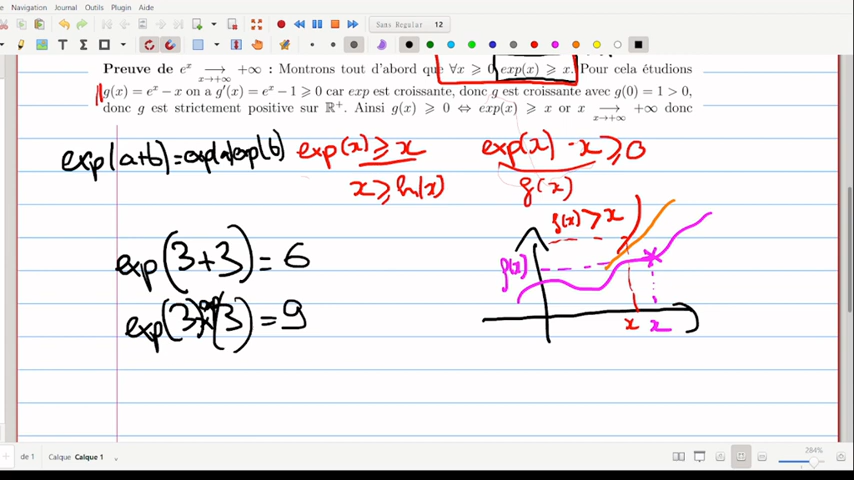 Navigation Journal Outils Plugin Aide
Sans Regular 12
Preuve de e^x → +∞ : Montrons tout d'abord que ∀x ⩾ 0 exp(x) ⩾ x. Pour cela étudions
x→+∞
g(x) = e^x − x on a g′(x) = e^x − 1 ⩾ 0 car exp est croissante, donc g est croissante avec g(0) = 1 > 0,
donc g est strictement positive sur ℝ⁺. Ainsi g(x) ⩾ 0 ⇔ exp(x) ⩾ x or x → +∞ donc
x→+∞
exp(a+b)=exp(a)exp(b)
exp(x) ⩾ x
exp(x) - x ⩾ 0
x ⩾ ln(x)
g(x)
f(x) > x
f(x)
exp(3+3) = 6
exp(3)exp(3) = 9
x x
de 1 Calque Calque 1
284%